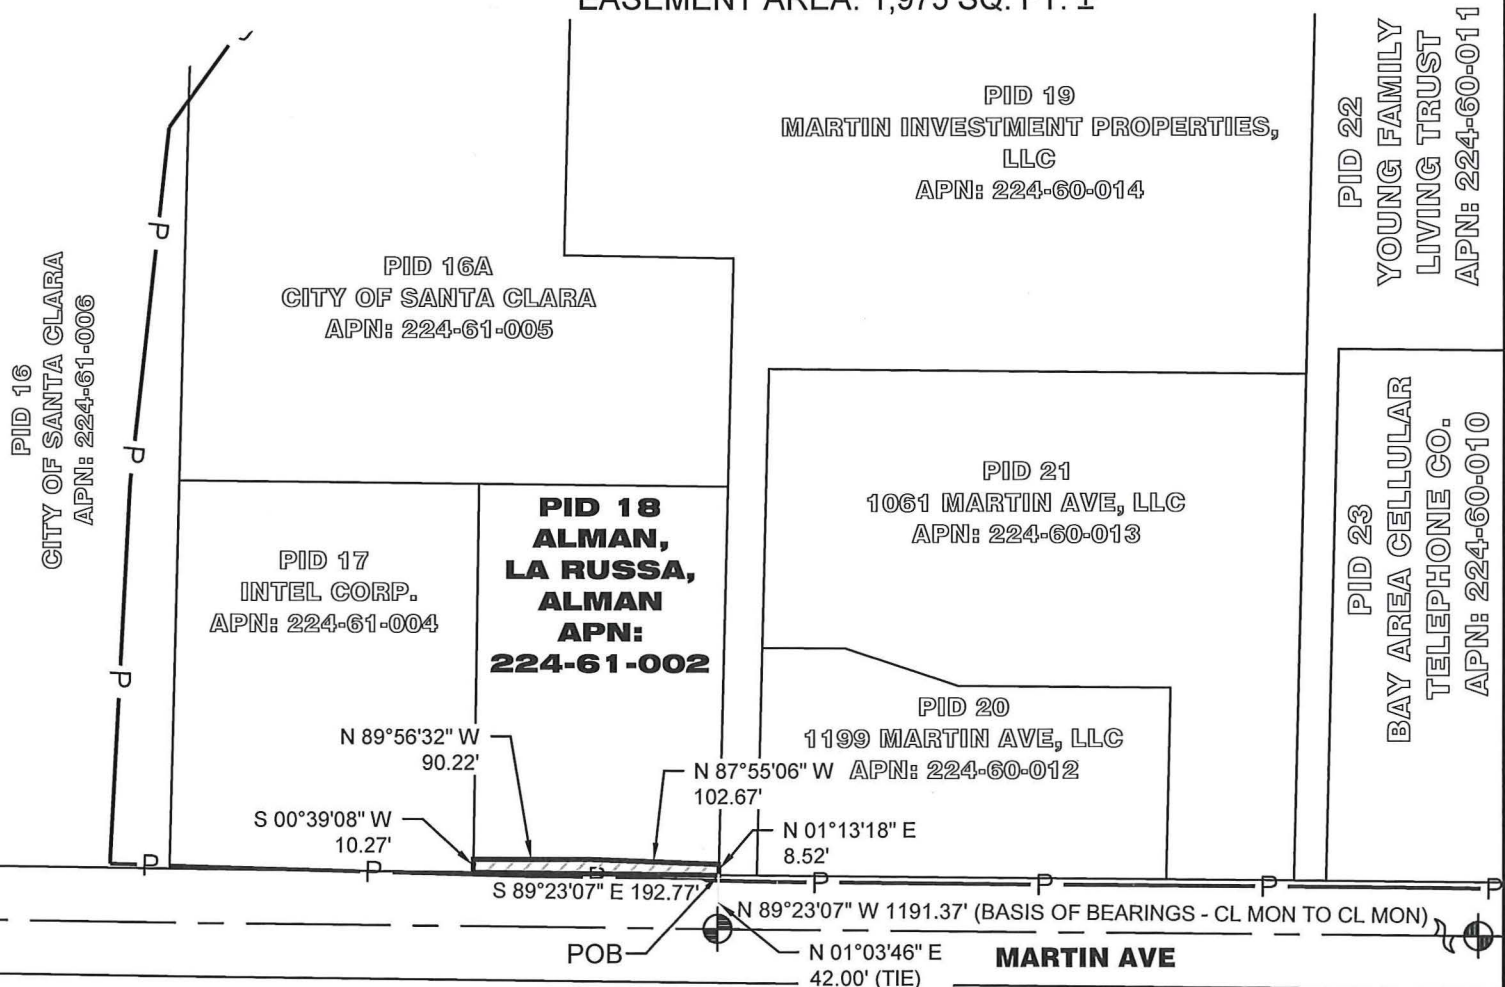 EASEMENT AREA: 1,975 SQ. FT. ±
PID 19
MARTIN INVESTMENT PROPERTIES,
LLC
APN: 224-60-014
PID 22
YOUNG FAMILY
LIVING TRUST
APN: 224-60-011
PID 16A
CITY OF SANTA CLARA
APN: 224-61-005
PID 16
CITY OF SANTA CLARA
APN: 224-61-006
P
P
P
PID 17
INTEL CORP.
APN: 224-61-004
PID 18
ALMAN,
LA RUSSA,
ALMAN
APN:
224-61-002
PID 21
1061 MARTIN AVE, LLC
APN: 224-60-013
PID 23
BAY AREA CELLULAR
TELEPHONE CO.
APN: 224-60-010
PID 20
1199 MARTIN AVE, LLC
APN: 224-60-012
N 89°56'32" W
90.22'
N 87°55'06" W
102.67'
S 00°39'08" W
10.27'
N 01°13'18" E
8.52'
P
P
P
P
P
P
P
S 89°23'07" E 192.77'
N 89°23'07" W 1191.37' (BASIS OF BEARINGS - CL MON TO CL MON)
POB
N 01°03'46" E
42.00' (TIE)
MARTIN AVE